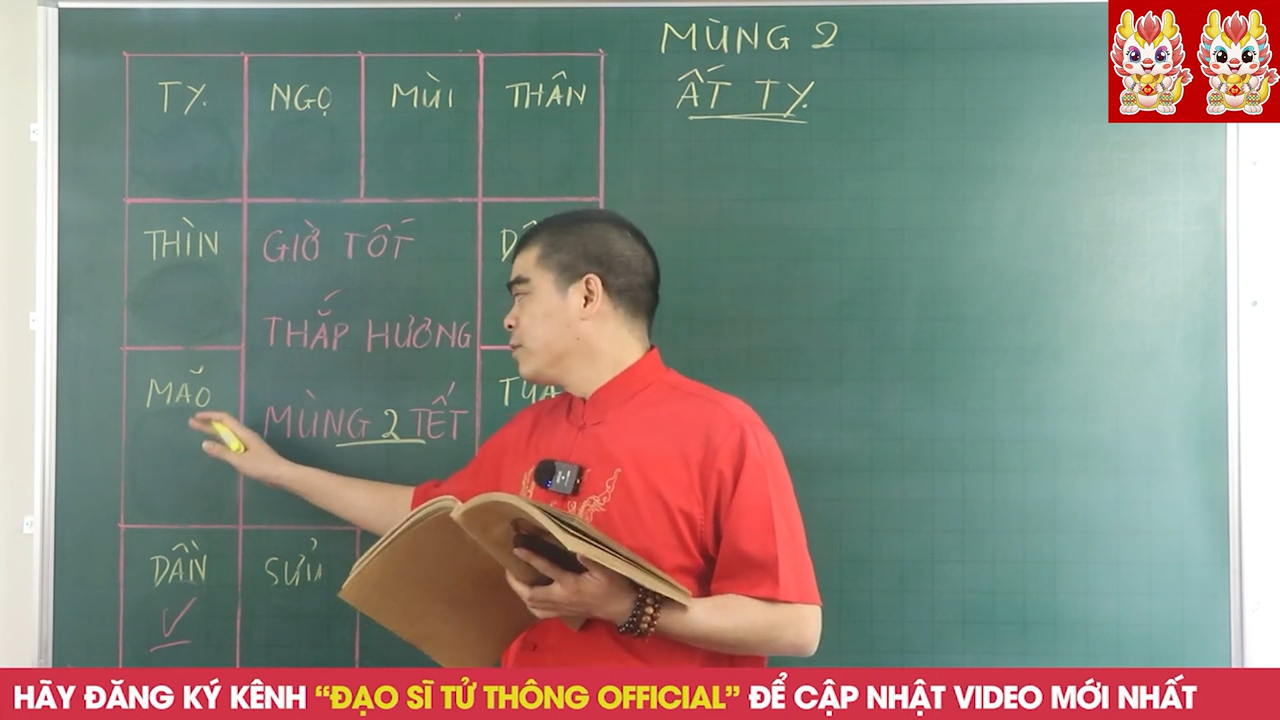 MÙNG 2
ẤT TỴ
TỴ
NGỌ
MÙI
THÂN
THÌN
GIỜ TỐT
THẮP HƯƠNG
MÙNG 2 TẾT
MÃO
DẦN
SỬU
HÃY ĐĂNG KÝ KÊNH “ĐẠO SĨ TỬ THÔNG OFFICIAL” ĐỂ CẬP NHẬT VIDEO MỚI NHẤT